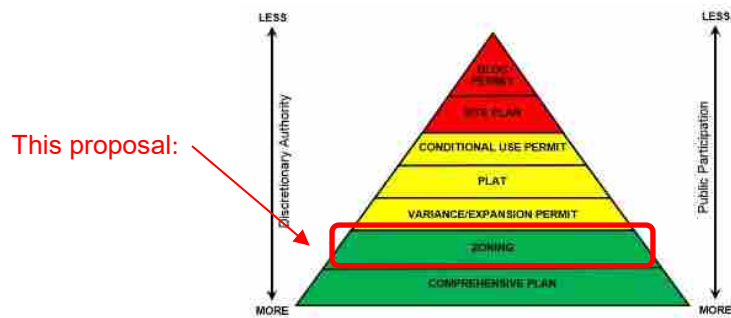 LESS
LESS
BLDG
PERMIT
SITE PLAN
This proposal:
CONDITIONAL USE PERMIT
Discretionary Authority
Public Participation
PLAT
VARIANCE/EXPANSION PERMIT
ZONING
COMPREHENSIVE PLAN
MORE
MORE